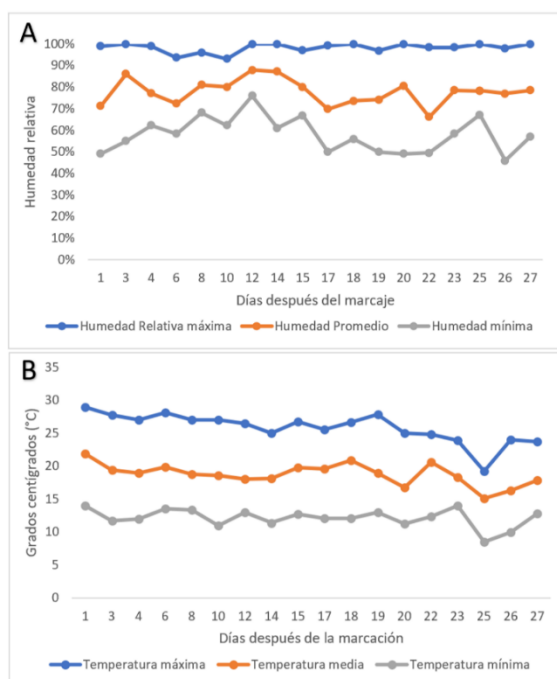 A
100%
90%
80%
70%
60%
50%
40%
30%
20%
10%
0%
Humedad relativa
1 3 4 6 8 10 12 14 15 17 18 19 20 22 23 25 26 27
Días después del marcaje
Humedad Relativa máxima Humedad Promedio Humedad mínima
B
35
30
25
20
15
10
5
0
Grados centígrados (°C)
1 3 4 6 8 10 12 14 15 17 18 19 20 22 23 25 26 27
Días después de la marcación
Temperatura máxima Temperatura media Temperatura mínima